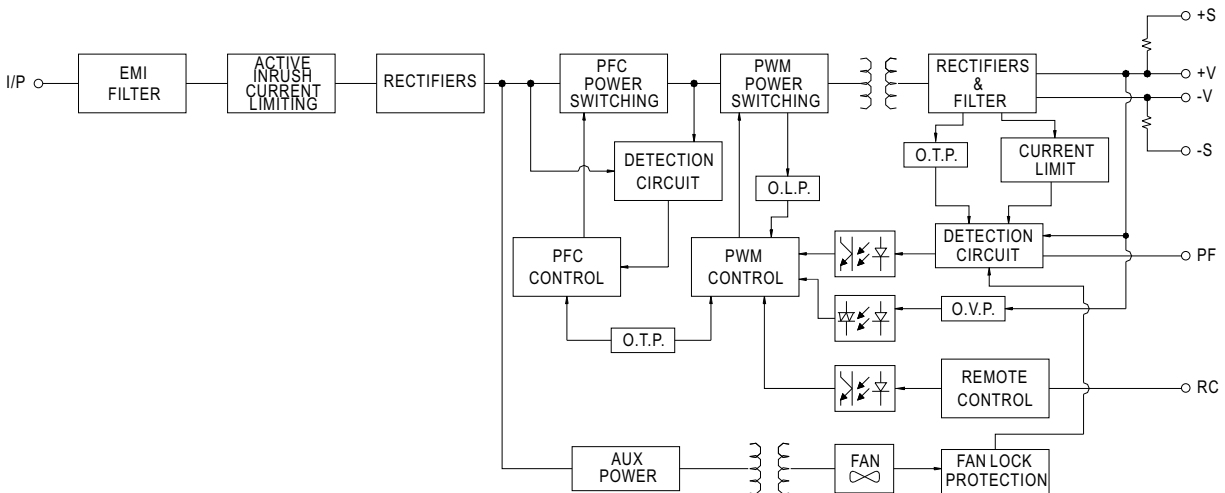 +S
I/P
EMI
FILTER
ACTIVE
INRUSH
CURRENT
LIMITING
RECTIFIERS
PFC
POWER
SWITCHING
PWM
POWER
SWITCHING
RECTIFIERS
&
FILTER
+V
-V
-S
DETECTION
CIRCUIT
O.L.P.
O.T.P.
CURRENT
LIMIT
PFC
CONTROL
PWM
CONTROL
DETECTION
CIRCUIT
PF
O.T.P.
O.V.P.
REMOTE
CONTROL
RC
AUX
POWER
FAN
FAN LOCK
PROTECTION